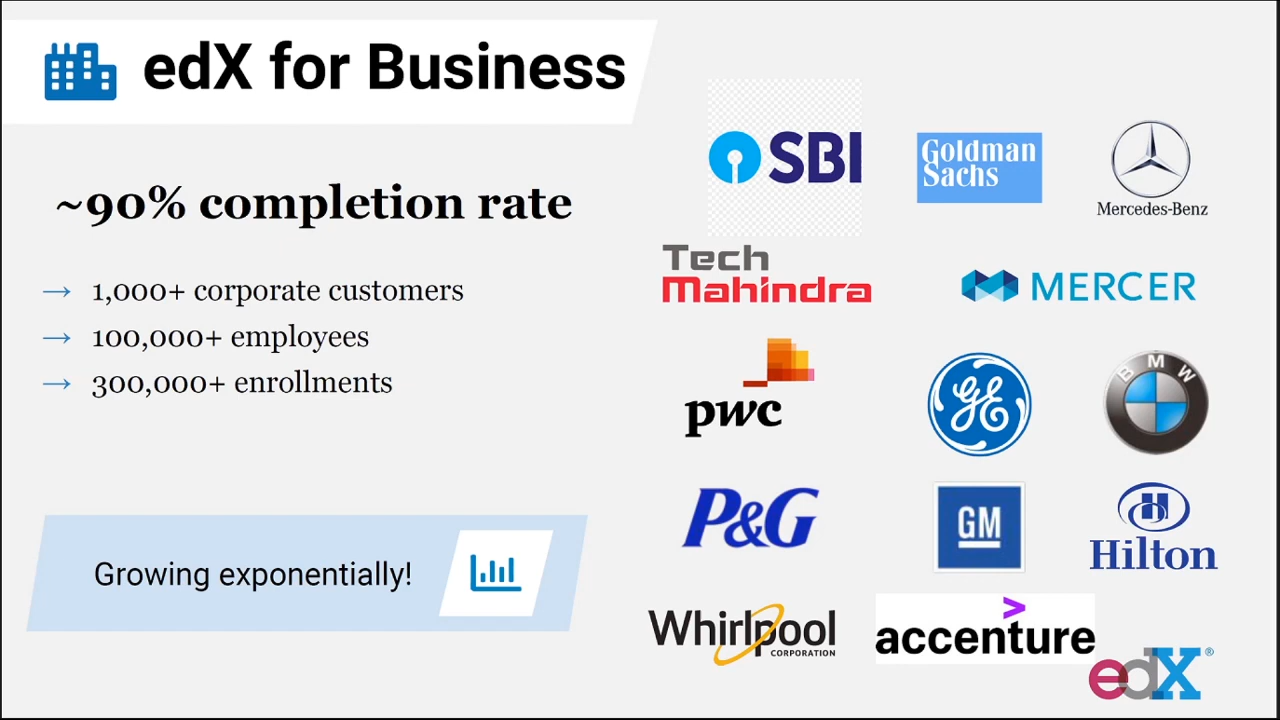 edX for Business
~90% completion rate
→ 1,000+ corporate customers
→ 100,000+ employees
→ 300,000+ enrollments
Growing exponentially!
SBI
Goldman
Sachs
Mercedes-Benz
Tech
Mahindra
MERCER
pwc
GE
BMW
P&G
GM
H
Hilton
Whirlpool
CORPORATION
>
accenture
edX®